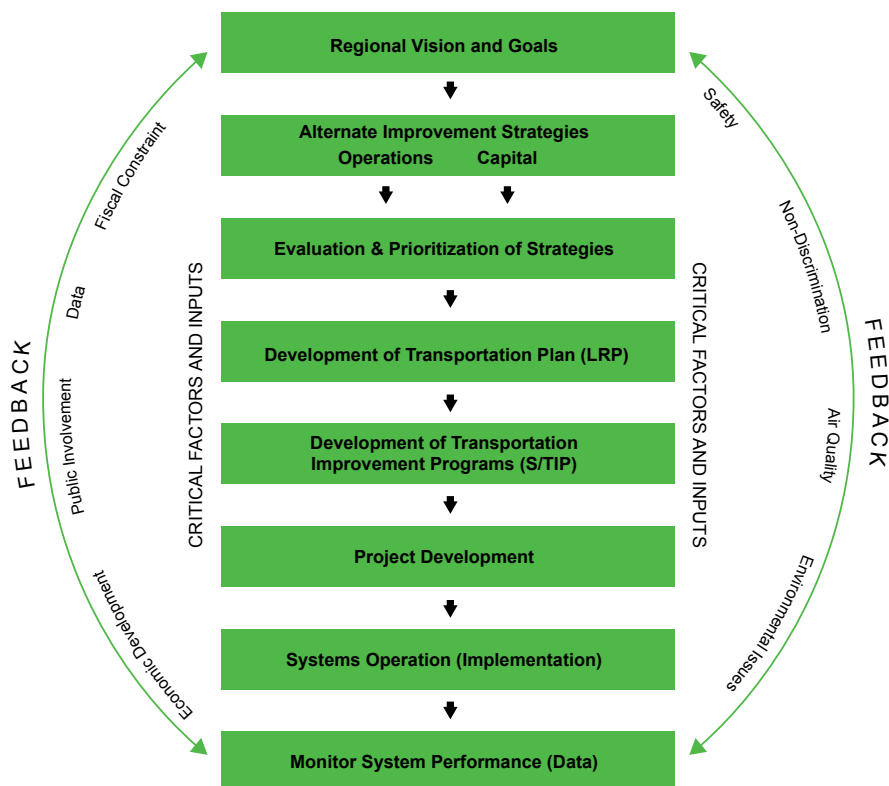 Regional Vision and Goals
Alternate Improvement Strategies
Operations Capital
Evaluation & Prioritization of Strategies
Development of Transportation Plan (LRP)
Development of Transportation
Improvement Programs (S/TIP)
Project Development
Systems Operation (Implementation)
Monitor System Performance (Data)
FEEDBACK
Fiscal Constraint
Data
Public Involvement
Economic Development
CRITICAL FACTORS AND INPUTS
CRITICAL FACTORS AND INPUTS
Safety
Non-Discrimination
Air Quality
Environmental Issues
FEEDBACK